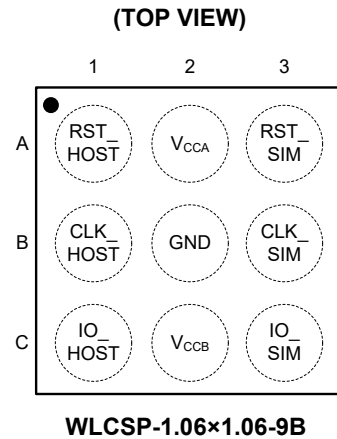 (TOP VIEW)
1 2 3
A RST_ HOST VCCA RST_ SIM
B CLK_ HOST GND CLK_ SIM
C IO_ HOST VCCB IO_ SIM
WLCSP-1.06×1.06-9B